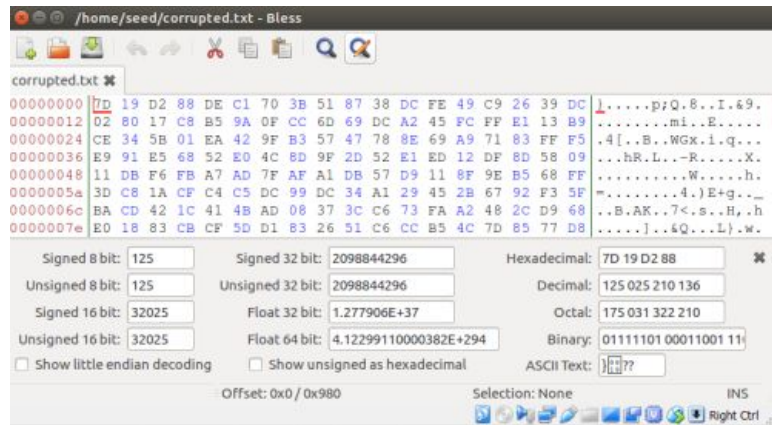 /home/seed/corrupted.txt - Bless
corrupted.txt
00000000 7D 19 D2 88 DE C1 70 3B 51 87 38 DC FE 49 C9 26 39 DC }.....p;Q.8..I.&9.
00000012 02 80 17 C8 B5 9A 0F CC 6D 69 DC A2 45 FC FF E1 13 B9 ........mi..E.....
00000024 CE 34 5B 01 EA 42 9F B3 57 47 78 8E 69 A9 71 83 FF F5 .4[..B..WGx.i.q...
00000036 E9 91 E5 68 52 E0 4C 8D 9F 2D 52 E1 ED 12 DF 8D 58 09 ...hR.L..-R.....X.
00000048 11 DB F6 FB A7 AD 7F AF A1 DB 57 D9 11 8F 9E B5 68 FF ..........W.....h.
0000005a 3D C8 1A CF C4 C5 DC 99 DC 34 A1 29 45 2B 67 92 F3 5F =........4.)E+g.._
0000006c BA CD 42 1C 41 4B AD 08 37 3C C6 73 FA A2 48 2C D9 68 ..B.AK..7<.s..H,.h
0000007e E0 18 83 CB CF 5D D1 83 26 51 C6 CC B5 4C 7D 85 77 D8 .....]..&Q...L}.w.
Signed 8 bit: 125 Signed 32 bit: 2098844296 Hexadecimal: 7D 19 D2 88
Unsigned 8 bit: 125 Unsigned 32 bit: 2098844296 Decimal: 125 025 210 136
Signed 16 bit: 32025 Float 32 bit: 1.277906E+37 Octal: 175 031 322 210
Unsigned 16 bit: 32025 Float 64 bit: 4.12299110000382E+294 Binary: 01111101 00011001 11
Show little endian decoding Show unsigned as hexadecimal ASCII Text: }??
Offset: 0x0 / 0x980 Selection: None INS
Right Ctrl